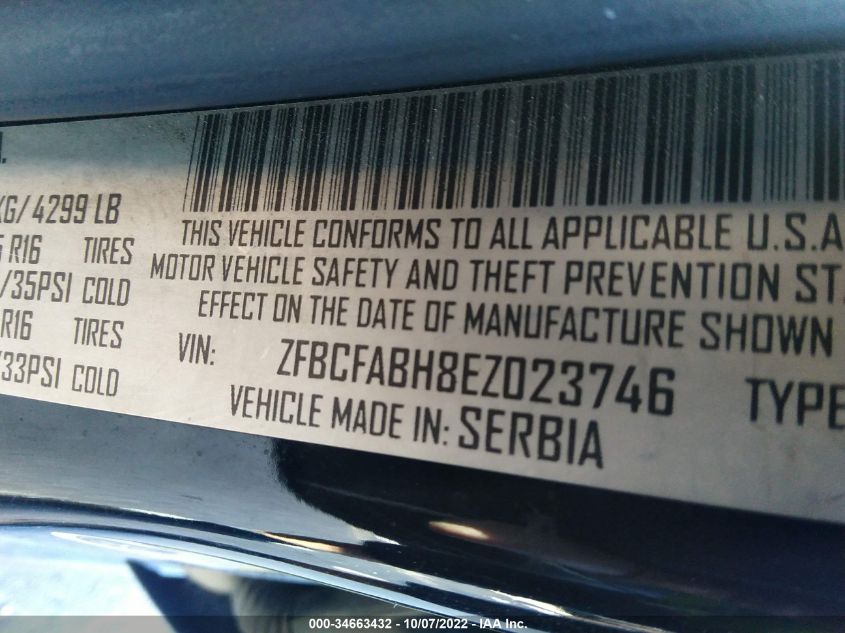 KG/ 4299 LB
R16 TIRES
/35PSI COLD
R16 TIRES
/33PSI COLD
THIS VEHICLE CONFORMS TO ALL APPLICABLE U.S.A
MOTOR VEHICLE SAFETY AND THEFT PREVENTION ST
EFFECT ON THE DATE OF MANUFACTURE SHOWN
VIN: ZFBCFABH8EZ023746 TYPE
VEHICLE MADE IN: SERBIA
000-34663432 - 10/07/2022 - IAA Inc.